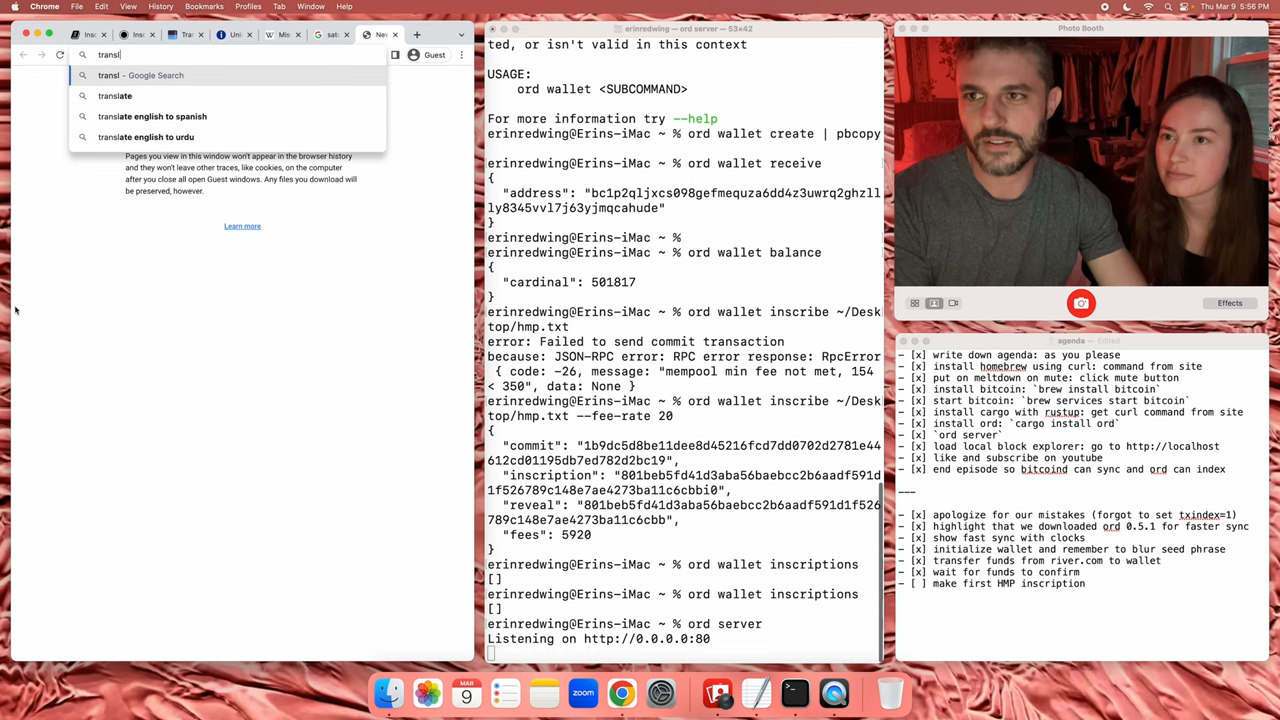 Chrome File Edit View History Bookmarks Profiles Tab Window Help
Thu Mar 9 5:56 PM
Ins Ins Tra Uni Mis sat Nev
transl
Guest
transl – Google Search
translate
translate english to spanish
translate english to urdu
Pages you view in this window won't appear in the browser history
and they won't leave other traces, like cookies, on the computer
after you close all open Guest windows. Any files you download will
be preserved, however.
Learn more
erinredwing — ord server — 53×42
ted, or isn't valid in this context
USAGE:
ord wallet <SUBCOMMAND>
For more information try --help
erinredwing@Erins-iMac ~ % ord wallet create | pbcopy
erinredwing@Erins-iMac ~ % ord wallet receive
{
"address": "bc1p2qljxcs098gefmequza6dd4z3uwrq2ghzll
ly8345vvl7j63yjmqcahude"
}
erinredwing@Erins-iMac ~ %
erinredwing@Erins-iMac ~ % ord wallet balance
{
"cardinal": 501817
}
erinredwing@Erins-iMac ~ % ord wallet inscribe ~/Desk
top/hmp.txt
error: Failed to send commit transaction
because: JSON-RPC error: RPC error response: RpcError
{ code: -26, message: "mempool min fee not met, 154
< 350", data: None }
erinredwing@Erins-iMac ~ % ord wallet inscribe ~/Desk
top/hmp.txt --fee-rate 20
{
"commit": "1b9dc5d8be11dee8d45216fcd7dd0702d2781e44
612cd01195db7ed782d2bc19",
"inscription": "801beb5fd41d3aba56baebcc2b6aadf591d
1f526789c148e7ae4273ba11c6cbbi0",
"reveal": "801beb5fd41d3aba56baebcc2b6aadf591d1f526
789c148e7ae4273ba11c6cbb",
"fees": 5920
}
erinredwing@Erins-iMac ~ % ord wallet inscriptions
[]
erinredwing@Erins-iMac ~ % ord wallet inscriptions
[]
erinredwing@Erins-iMac ~ % ord server
Listening on http://0.0.0.0:80
Photo Booth
Effects
agenda — Edited
- [x] write down agenda: as you please
- [x] install homebrew using curl: command from site
- [x] put on meltdown on mute: click mute button
- [x] install bitcoin: `brew install bitcoin`
- [x] start bitcoin: `brew services start bitcoin`
- [x] install cargo with rustup: get curl command from site
- [x] install ord: `cargo install ord`
- [x] `ord server`
- [x] load local block explorer: go to http://localhost
- [x] like and subscribe on youtube
- [x] end episode so bitcoind can sync and ord can index
---
- [x] apologize for our mistakes (forgot to set txindex=1)
- [x] highlight that we downloaded ord 0.5.1 for faster sync
- [x] show fast sync with clocks
- [x] initialize wallet and remember to blur seed phrase
- [x] transfer funds from river.com to wallet
- [x] wait for funds to confirm
- [ ] make first HMP inscription
MAR
9
zoom